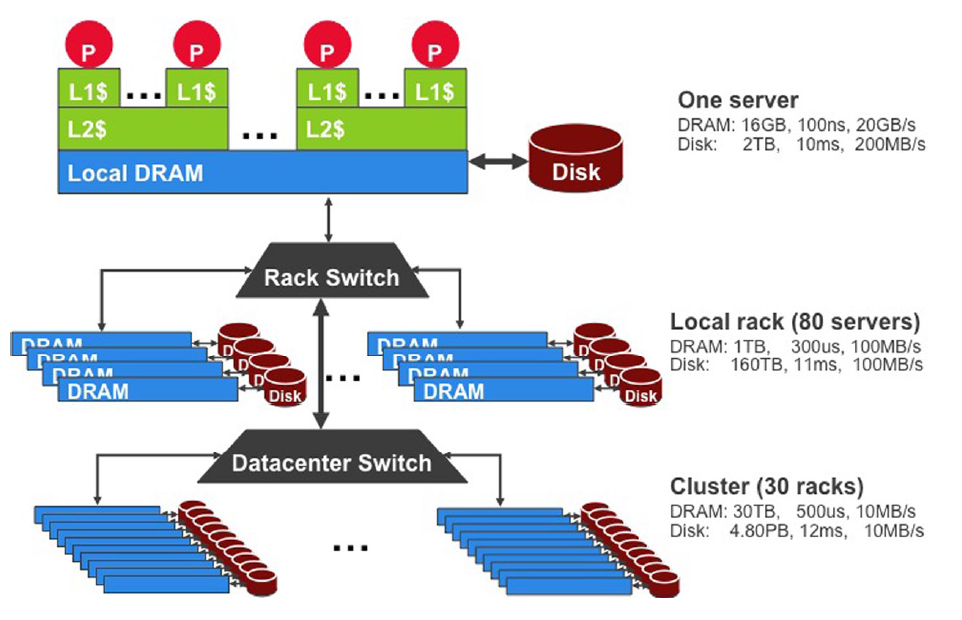 P P P P
L1$ ... L1$ L1$ ... L1$
L2$ ... L2$
Local DRAM
Disk
One server
DRAM: 16GB, 100ns, 20GB/s
Disk: 2TB, 10ms, 200MB/s
Rack Switch
DRAM
DRAM
DRAM
DRAM
D
D
D
Disk
...
DRAM
DRAM
DRAM
DRAM
D
D
D
Disk
Local rack (80 servers)
DRAM: 1TB, 300us, 100MB/s
Disk: 160TB, 11ms, 100MB/s
Datacenter Switch
...
Cluster (30 racks)
DRAM: 30TB, 500us, 10MB/s
Disk: 4.80PB, 12ms, 10MB/s